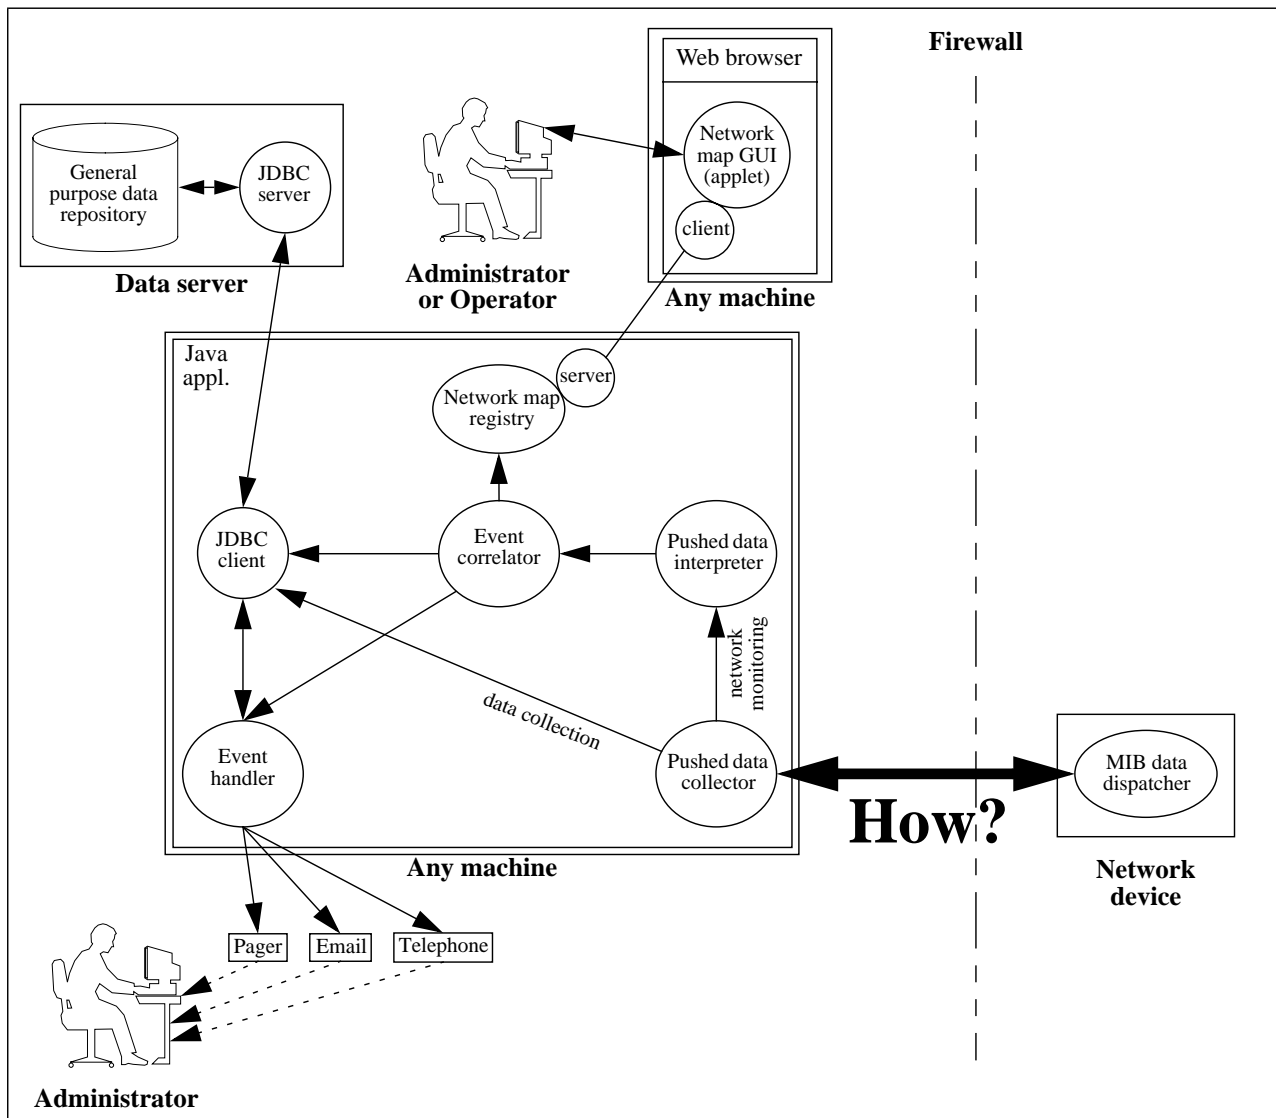 Firewall
Web browser
Network
map GUI
(applet)
client
General
purpose data
repository
JDBC
server
Data server
Administrator
or Operator
Any machine
Java
appl.
server
Network map
registry
JDBC
client
Event
correlator
Pushed data
interpreter
network
monitoring
data collection
Event
handler
Pushed data
collector
How?
MIB data
dispatcher
Network
device
Any machine
Pager
Email
Telephone
Administrator